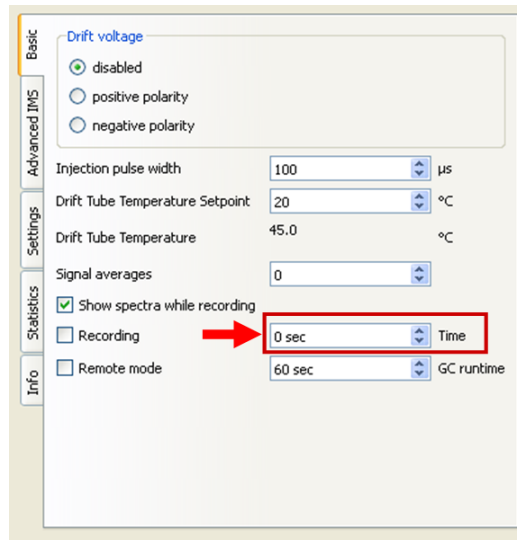 Basic
Advanced IMS
Settings
Statistics
Info
Drift voltage
disabled
positive polarity
negative polarity
Injection pulse width 100 µs
Drift Tube Temperature Setpoint 20 °C
Drift Tube Temperature 45.0 °C
Signal averages 0
Show spectra while recording
Recording 0 sec Time
Remote mode 60 sec GC runtime